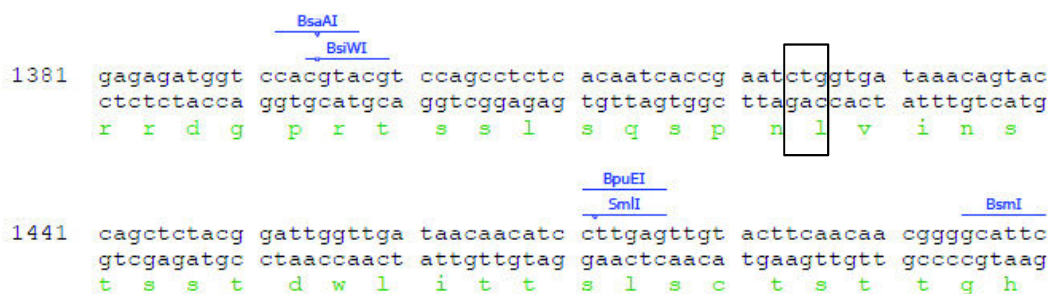 BsaAI
BsiWI
1381 gagagatggt ccacgtacgt ccagcctctc acaatcaccg aatctggtga taaacagtac
ctctctacca ggtgcatgca ggtcggagag tgttagtggc ttagaccact atttgtcatg
r r d g p r t s s l s q s p n l v i n s
BpuEI
SmlI BsmI
1441 cagctctacg gattggttga taacaacatc cttgagttgt acttcaacaa cggggcattc
gtcgagatgc ctaaccaact attgttgtag gaactcaaca tgaagttgtt gccccgtaag
t s s t d w l i t t s l s c t s t t g h